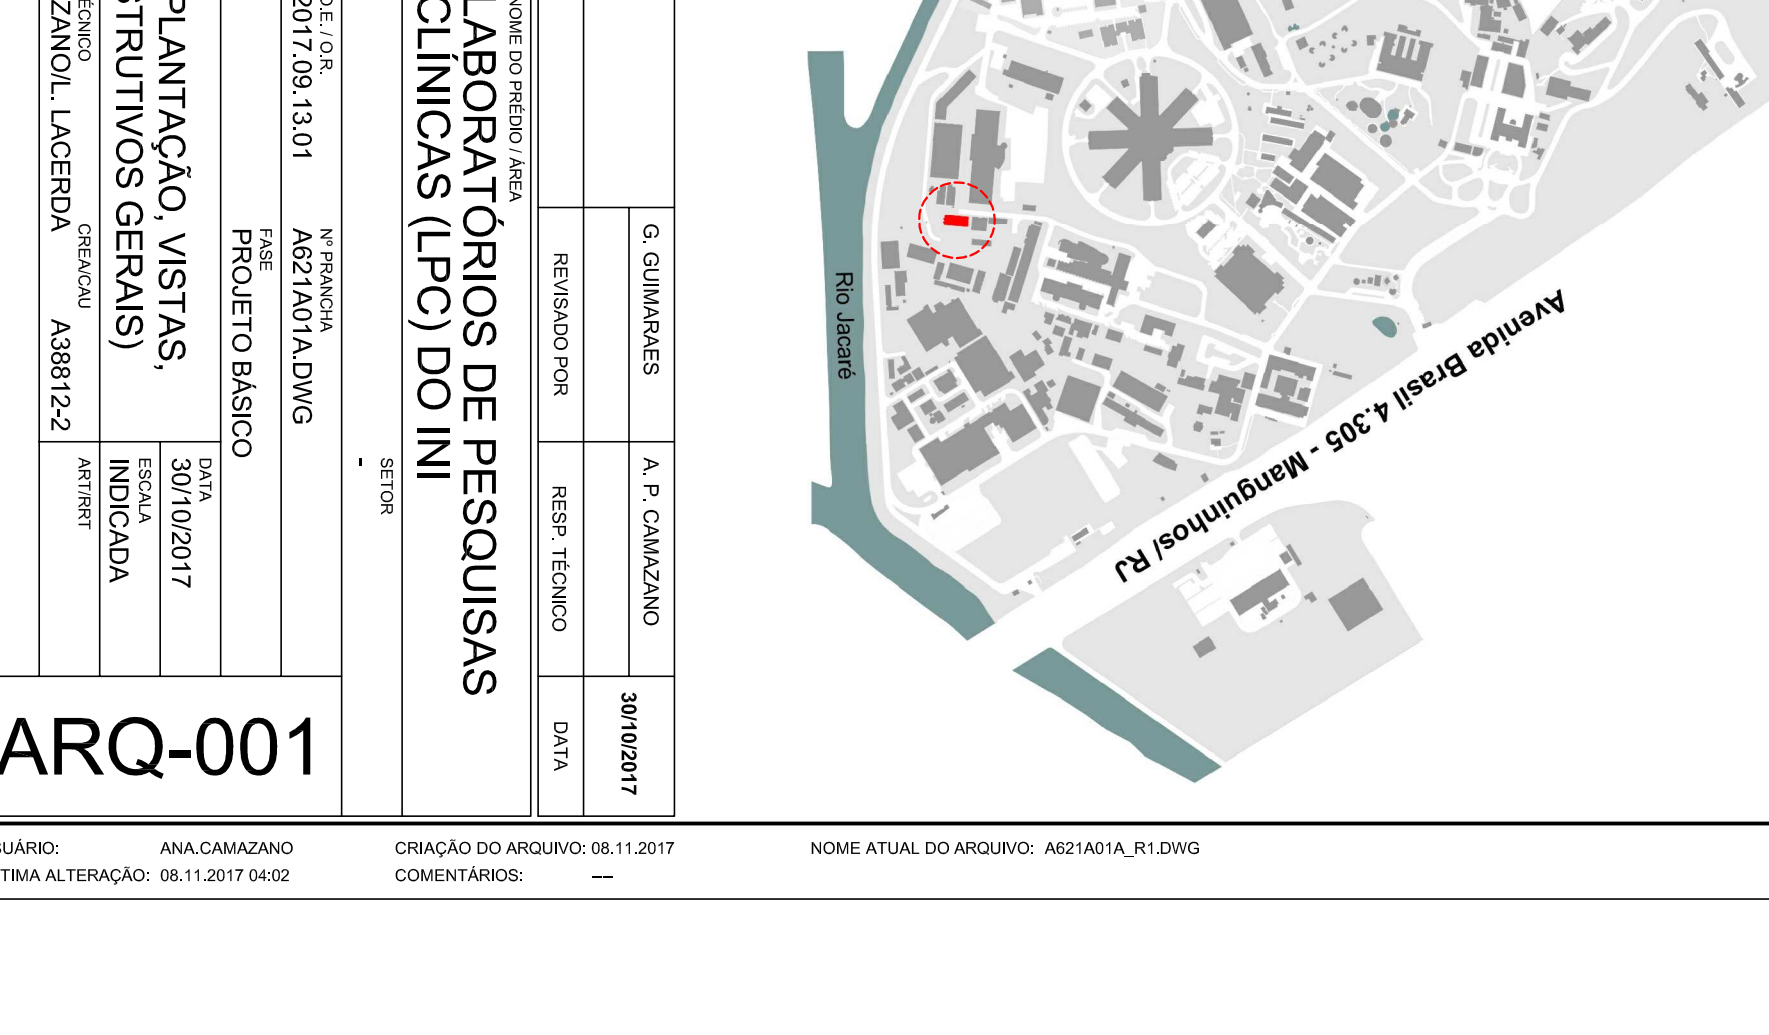 G. GUIMARAES
A. P. CAMAZANO
30/10/2017
REVISADO POR
RESP. TÉCNICO
DATA
NOME DO PRÉDIO / ÁREA
LABORATÓRIOS DE PESQUISAS
CLÍNICAS (LPC) DO INI
SETOR
-
O.E. / O.R.
2017.09.13.01
Nº PRANCHA
A621A01A.DWG
FASE
PROJETO BÁSICO
PLANTAÇÃO, VISTAS,
STRUTIVOS GERAIS)
DATA
30/10/2017
ESCALA
INDICADA
ÉCNICO
ZANO/L. LACERDA
CREA/CAU
A38812-2
ART/RRT
ARQ-001
Rio Jacaré
Avenida Brasil 4.305 - Manguinhos/ RJ
SUÁRIO: ANA.CAMAZANO CRIAÇÃO DO ARQUIVO: 08.11.2017 NOME ATUAL DO ARQUIVO: A621A01A_R1.DWG
TIMA ALTERAÇÃO: 08.11.2017 04:02 COMENTÁRIOS: ---